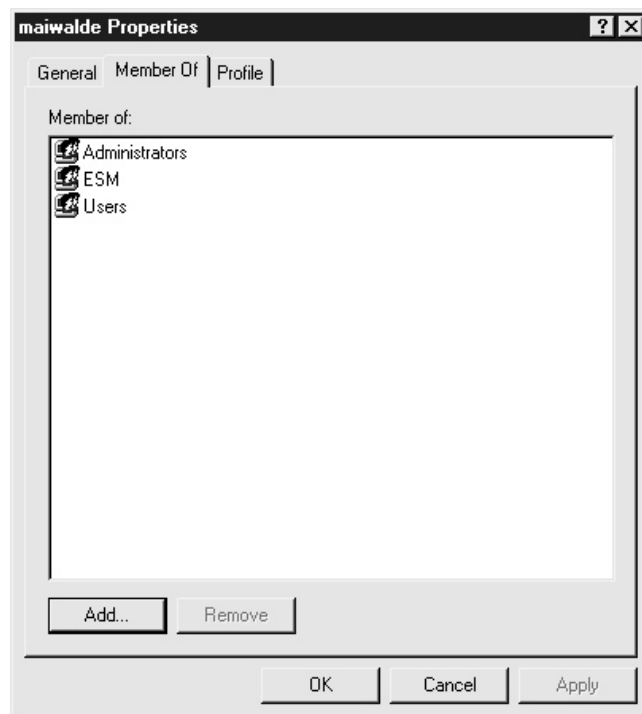 maiwalde Properties
General Member Of Profile
Member of:
Administrators
ESM
Users
Add... Remove
OK Cancel Apply